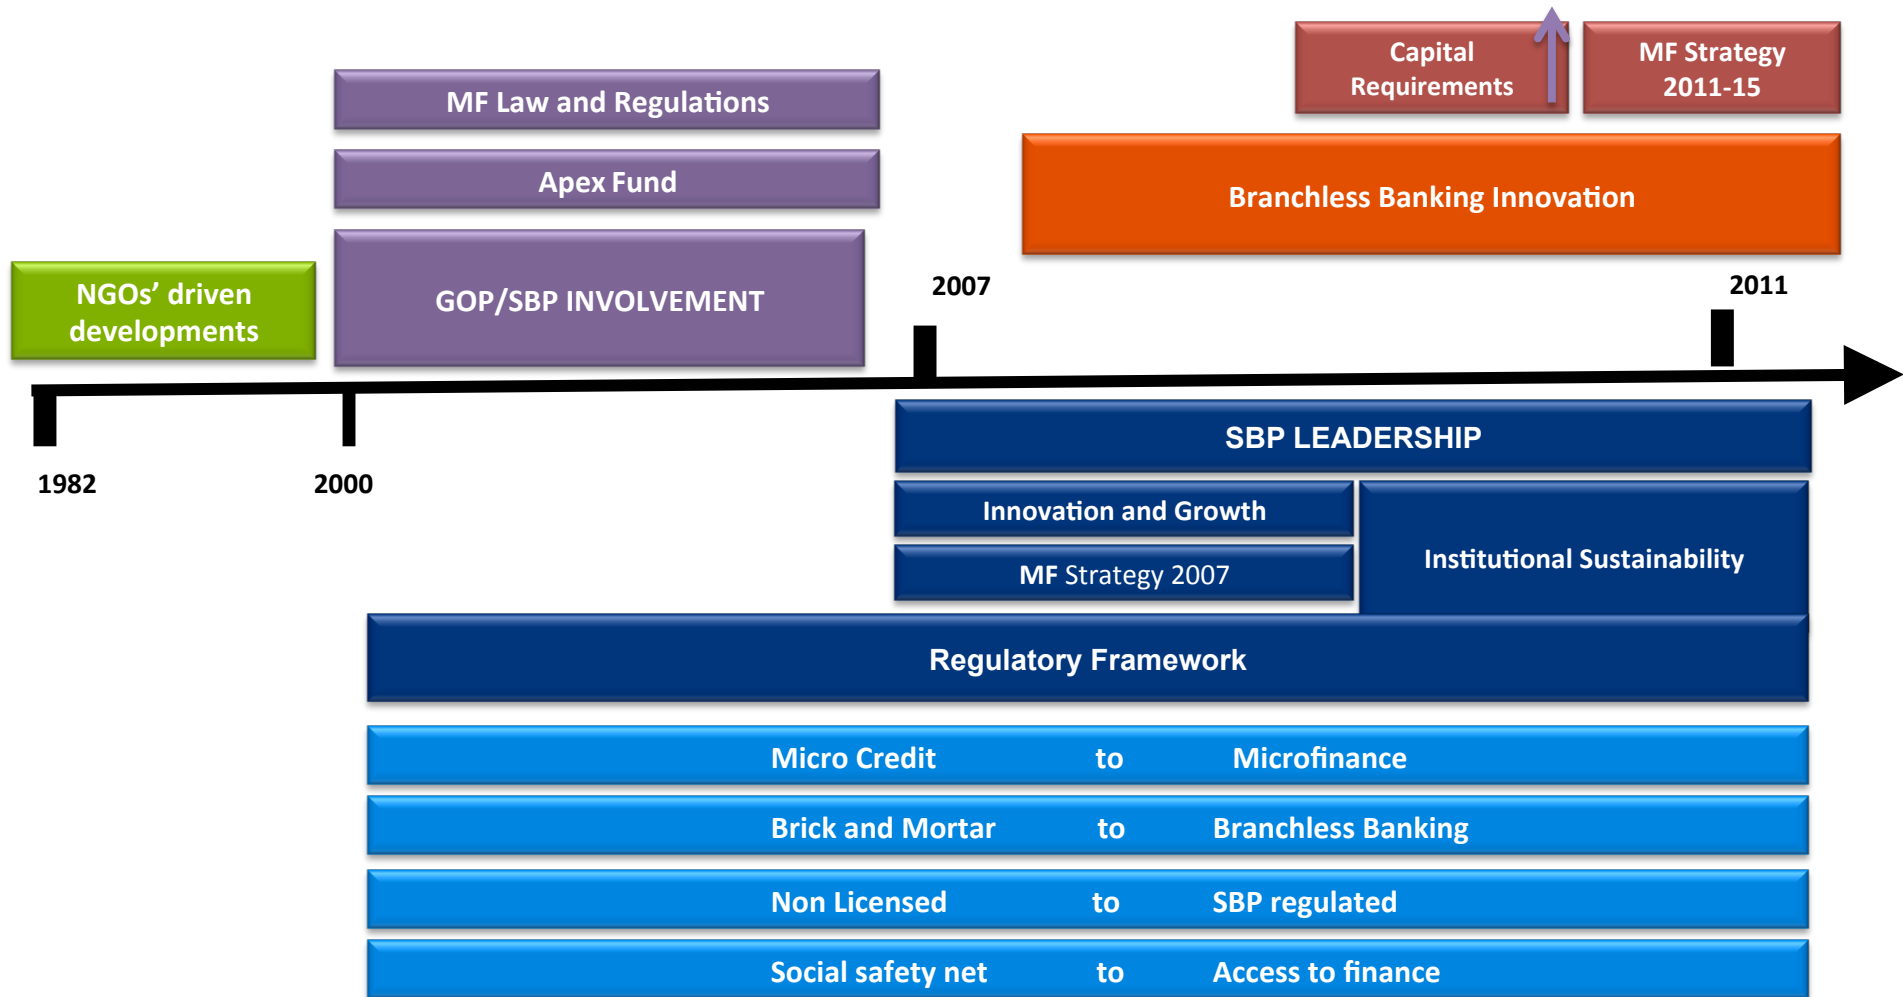 Capital
Requirements
MF Strategy
2011-15
MF Law and Regulations
Apex Fund
Branchless Banking Innovation
NGOs’ driven
developments
GOP/SBP INVOLVEMENT
2007
2011
1982
2000
SBP LEADERSHIP
Innovation and Growth
MF Strategy 2007
Institutional Sustainability
Regulatory Framework
Micro Credit to Microfinance
Brick and Mortar to Branchless Banking
Non Licensed to SBP regulated
Social safety net to Access to finance